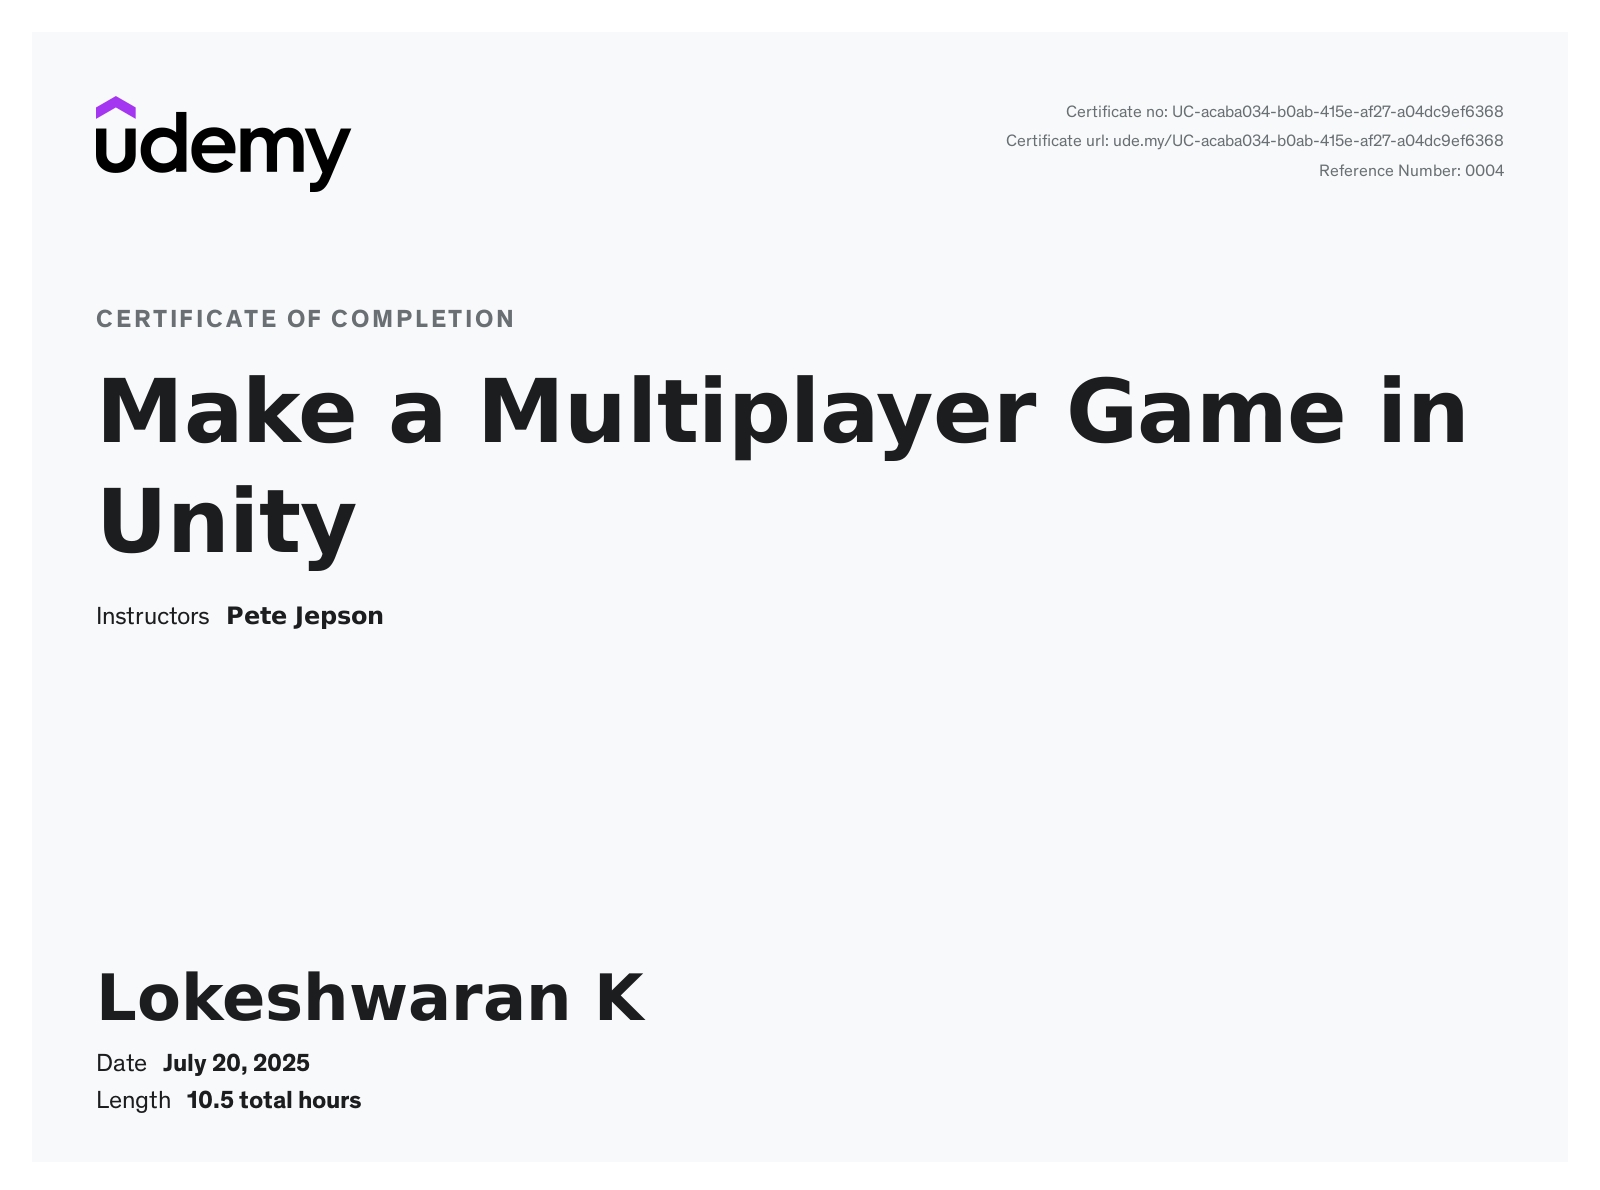 udemy
Certificate no: UC-acaba034-b0ab-415e-af27-a04dc9ef6368
Certificate url: ude.my/UC-acaba034-b0ab-415e-af27-a04dc9ef6368
Reference Number: 0004
CERTIFICATE OF COMPLETION
Make a Multiplayer Game in
Unity
Instructors Pete Jepson
Lokeshwaran K
Date July 20, 2025
Length 10.5 total hours